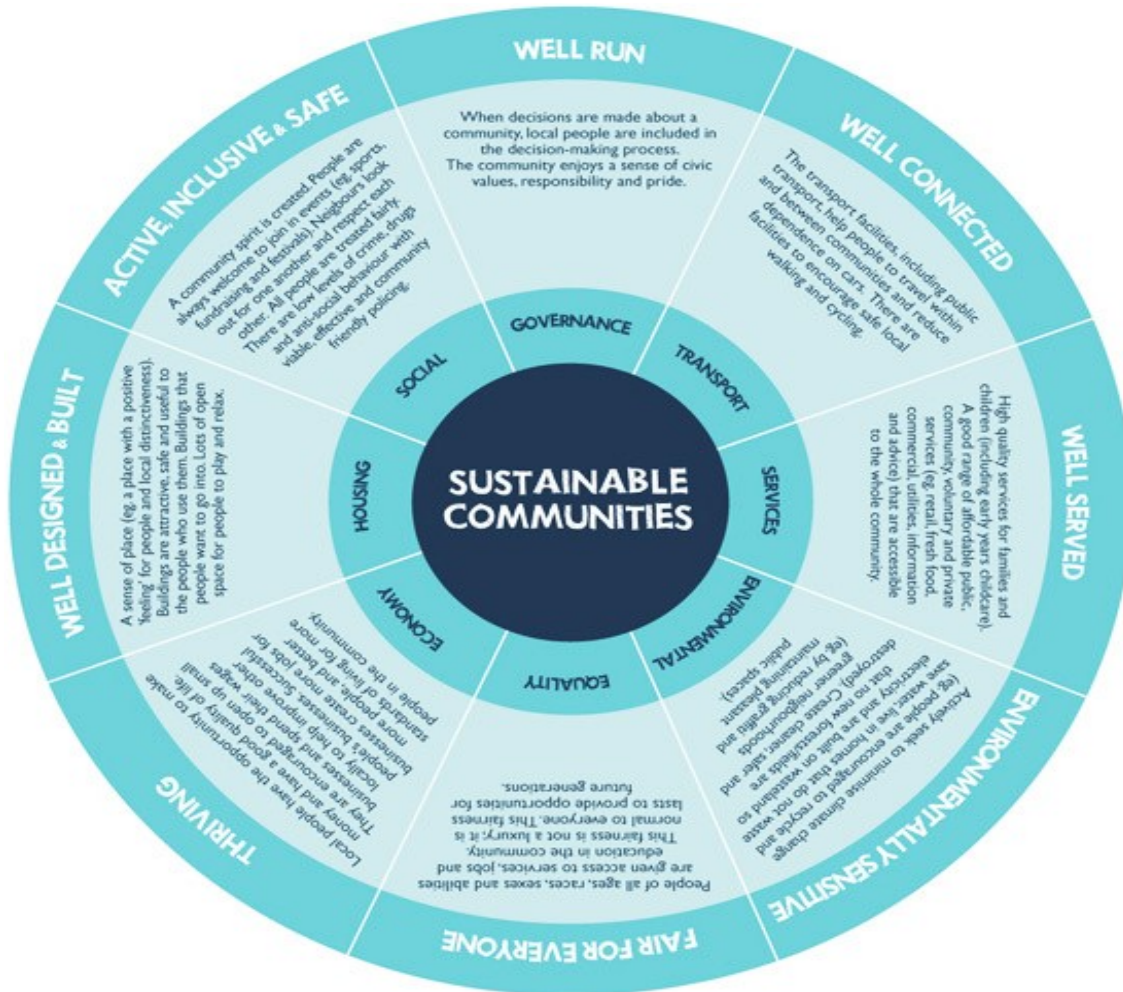 SUSTAINABLE
COMMUNITIES
WELL RUN
When decisions are made about a
community, local people are included in
the decision-making process.
The community enjoys a sense of civic
values, responsibility and pride.
GOVERNANCE
WELL CONNECTED
The transport facilities, including public
transport, help people to travel within
and between communities and reduce
dependence on cars. There are
facilities to encourage safe local
walking and cycling.
TRANSPORT
WELL SERVED
High quality services for families and
children (including early years childcare).
A good range of affordable public,
community, voluntary and private
services (eg. retail, fresh food,
commercial, utilities, information
and advice) that are accessible
to the whole community.
SERVICES
ENVIRONMENTALLY SENSITIVE
Actively seek to minimise climate change
(eg. people are encouraged to recycle and
save water, live in homes that do not waste
electricity and are built on wasteland so
that no new forests/fields are
destroyed). Create cleaner, safer and
greener neighbourhoods
(eg. by reducing graffiti and
maintaining pleasant
public spaces).
ENVIRONMENTAL
FAIR FOR EVERYONE
People of all ages, races, sexes and abilities
are given access to services, jobs and
education in the community.
This fairness is not a luxury; it is
normal to everyone. This fairness
lasts to provide opportunities for
future generations.
EQUALITY
THRIVING
Local people have the opportunity to make
money and have a good quality of life.
They are encouraged to open up small
businesses and spend their wages
locally to help improve other
people's businesses. Successful
businesses create more jobs for
more people, and better
standards of living for more
people in the community.
ECONOMY
WELL DESIGNED & BUILT
A sense of place (eg. a place with a positive
'feeling' for people and local distinctiveness).
Buildings are attractive, safe and useful to
the people who use them. Buildings that
people want to go into. Lots of open
space for people to play and relax.
HOUSING
ACTIVE, INCLUSIVE & SAFE
A community spirit is created. People are
always welcome to join in events (eg. sports,
fundraising and festivals). Neighbours look
out for one another and respect each
other. All people are treated fairly.
There are low levels of crime, drugs
and anti-social behaviour with
viable, effective and community
friendly policing.
SOCIAL